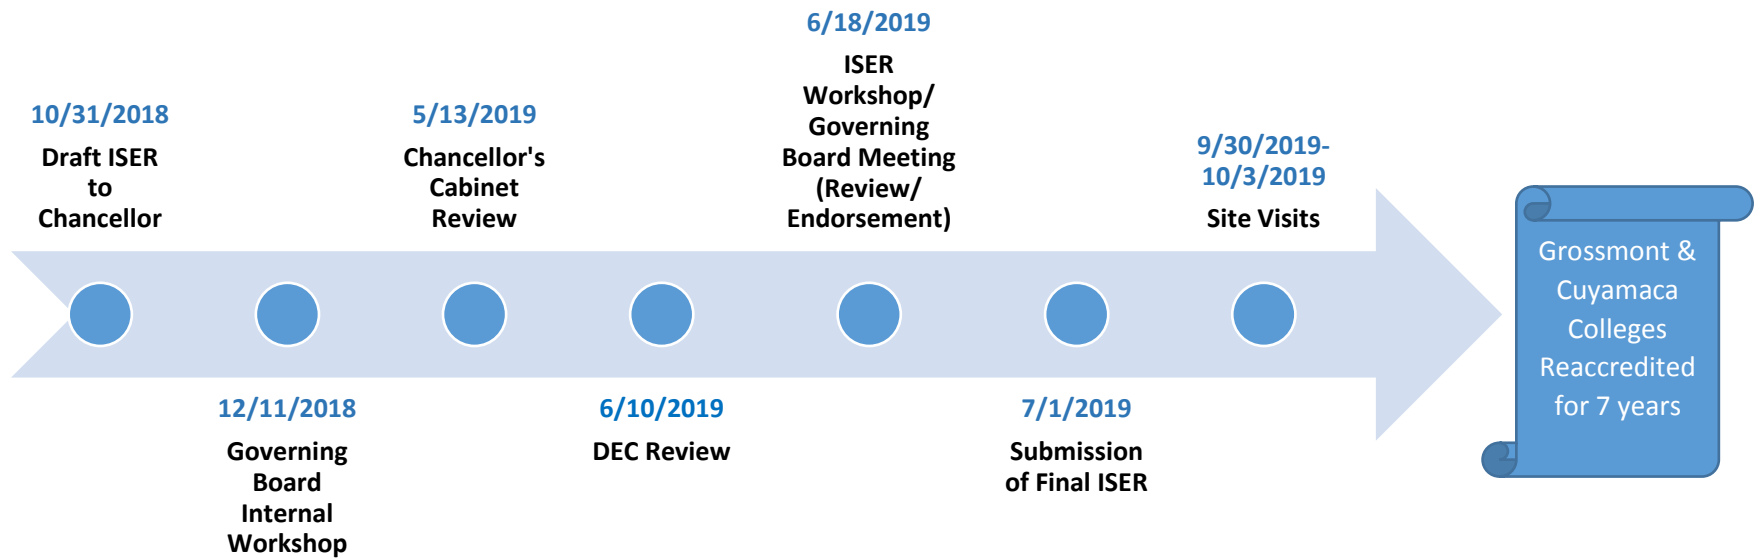 10/31/2018
Draft ISER
to
Chancellor
12/11/2018
Governing
Board
Internal
Workshop
5/13/2019
Chancellor's
Cabinet
Review
6/10/2019
DEC Review
6/18/2019
ISER
Workshop/
Governing
Board Meeting
(Review/
Endorsement)
7/1/2019
Submission
of Final ISER
9/30/2019-
10/3/2019
Site Visits
Grossmont &
Cuyamaca
Colleges
Reaccredited
for 7 years